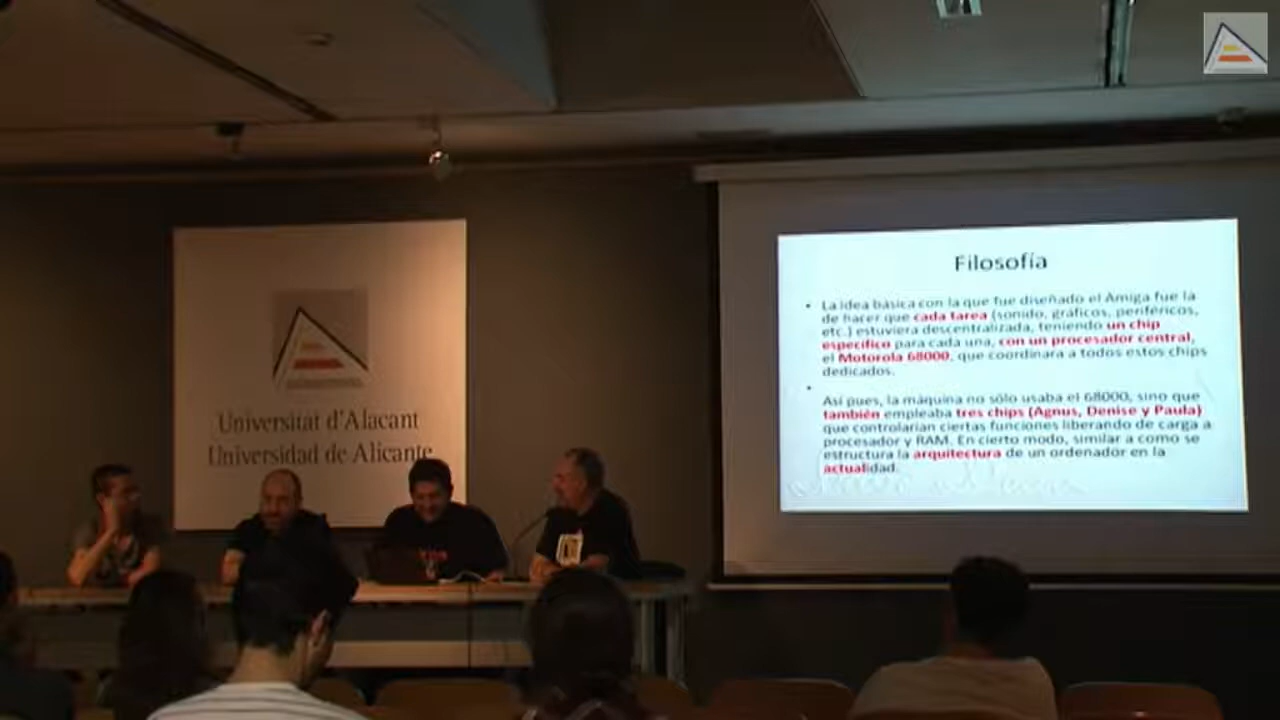 Universitat d'Alacant
Universidad de Alicante
Filosofía
• La idea básica con la que fue diseñado el Amiga fue la
de hacer que cada tarea (sonido, gráficos, periféricos,
etc.) estuviera descentralizada, teniendo un chip
específico para cada una, con un procesador central,
el Motorola 68000, que coordinara a todos estos chips
dedicados.
• Así pues, la máquina no sólo usaba el 68000, sino que
también empleaba tres chips (Agnus, Denise y Paula)
que controlarían ciertas funciones liberando de carga a
procesador y RAM. En cierto modo, similar a como se
estructura la arquitectura de un ordenador en la
actualidad.